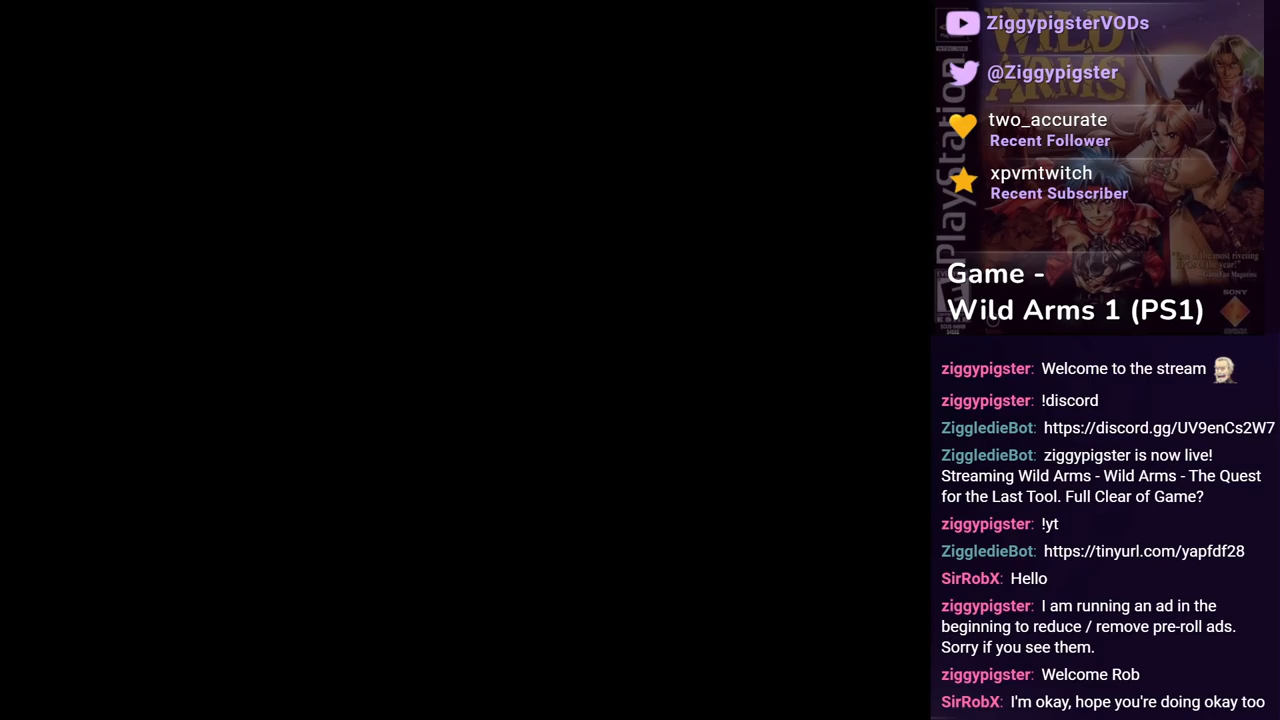 ZiggypigsterVODs
@Ziggypigster
two_accurate
Recent Follower
xpvmtwitch
Recent Subscriber
WILD
ARMS
PlayStation
Game -
Wild Arms 1 (PS1)
SONY
ziggypigster: Welcome to the stream
ziggypigster: !discord
ZiggledieBot: https://discord.gg/UV9enCs2W7
ZiggledieBot: ziggypigster is now live!
Streaming Wild Arms - Wild Arms - The Quest
for the Last Tool. Full Clear of Game?
ziggypigster: !yt
ZiggledieBot: https://tinyurl.com/yapfdf28
SirRobX: Hello
ziggypigster: I am running an ad in the
beginning to reduce / remove pre-roll ads.
Sorry if you see them.
ziggypigster: Welcome Rob
SirRobX: I'm okay, hope you're doing okay too